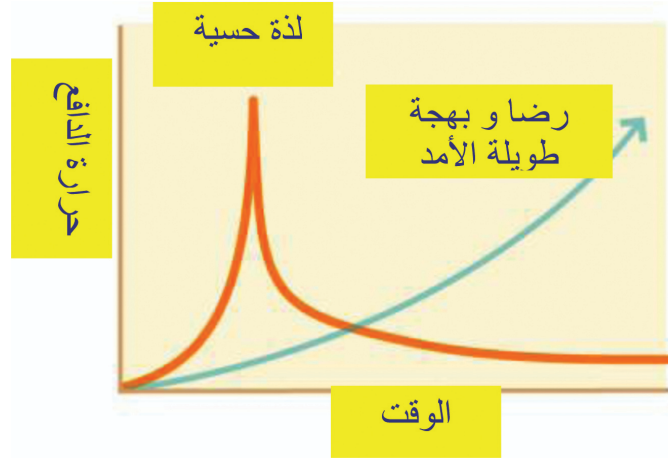 لذة حسية
رضا و بهجة
طويلة الأمد
حرارة الدافع
الوقت